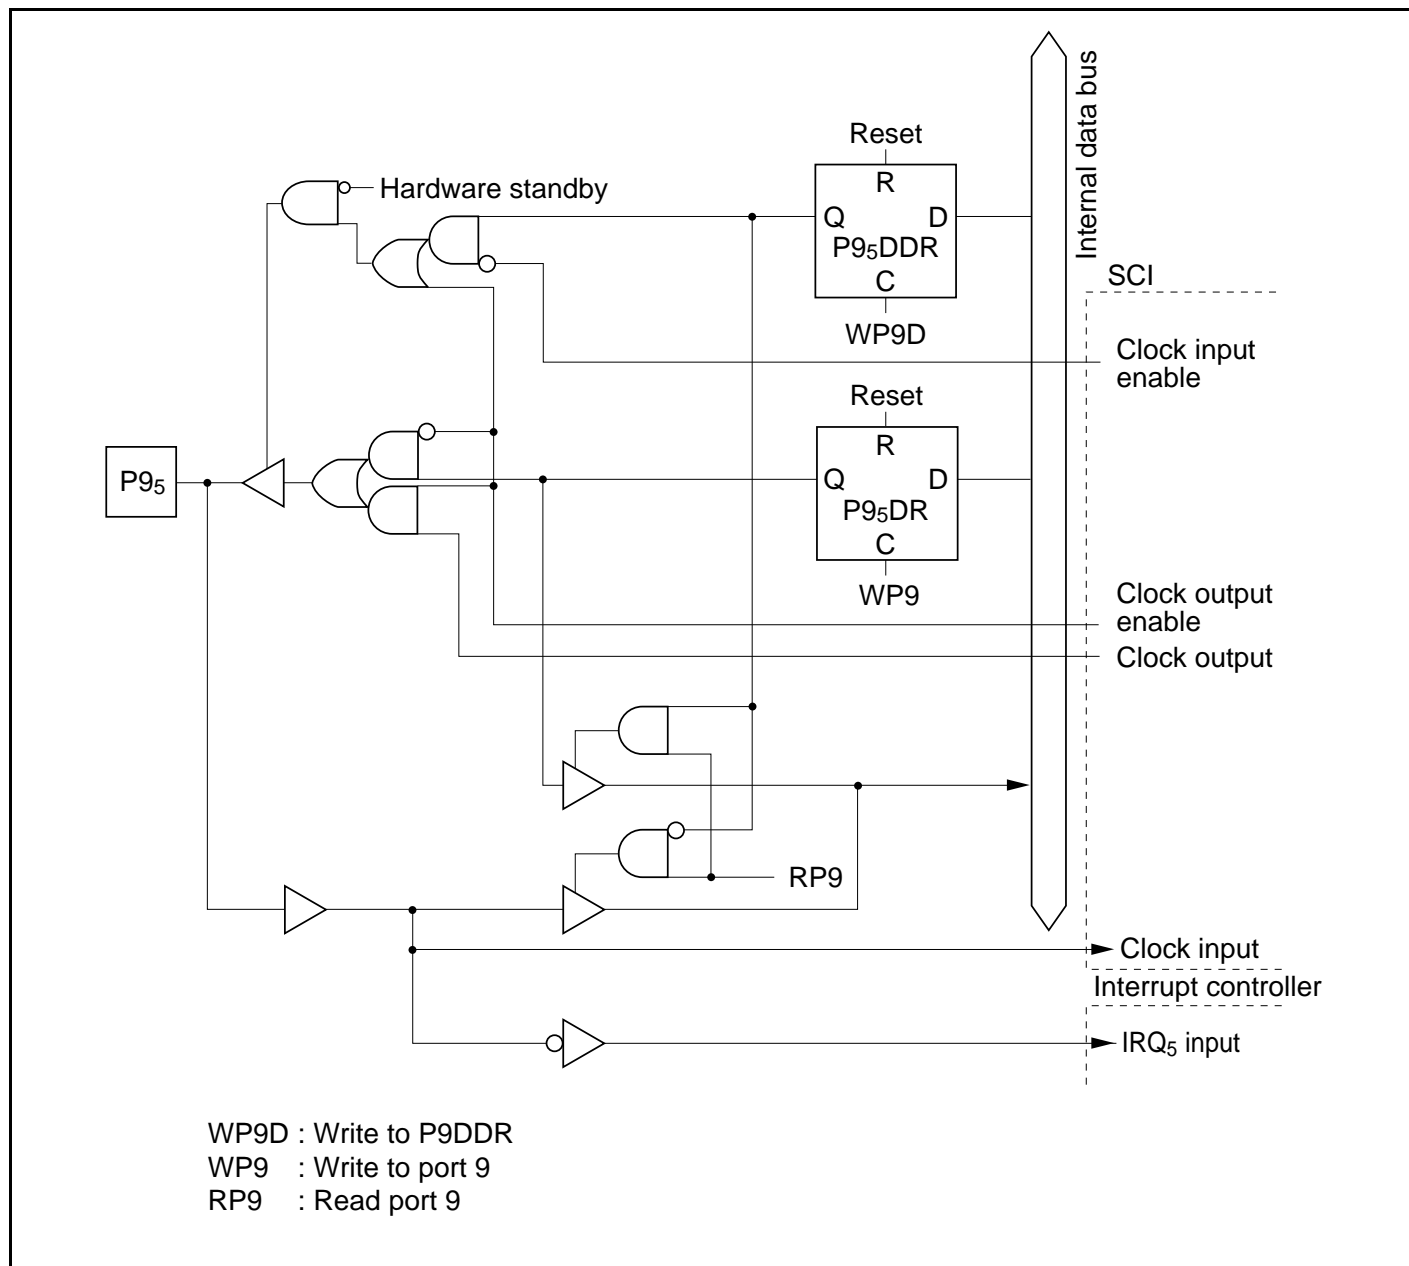 Internal data bus
Reset
R
Hardware standby
Q D
P9₅DDR
C
SCI
WP9D
Clock input
enable
Reset
R
P9₅
Q D
P9₅DR
C
WP9
Clock output
enable
Clock output
RP9
Clock input
Interrupt controller
IRQ₅ input
WP9D : Write to P9DDR
WP9 : Write to port 9
RP9 : Read port 9